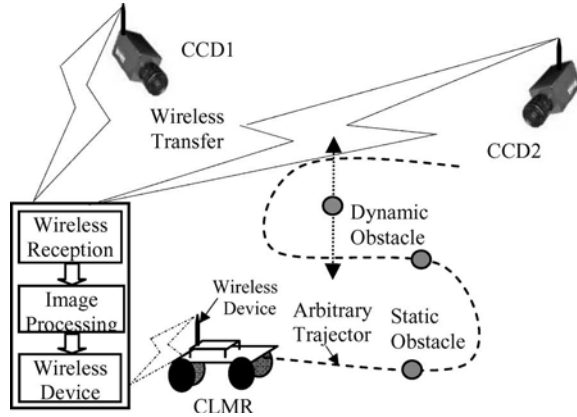 CCD1
Wireless
Transfer
CCD2
Wireless
Reception
Dynamic
Obstacle
Image
Processing
Wireless
Device
Arbitrary
Trajector
Static
Obstacle
Wireless
Device
CLMR